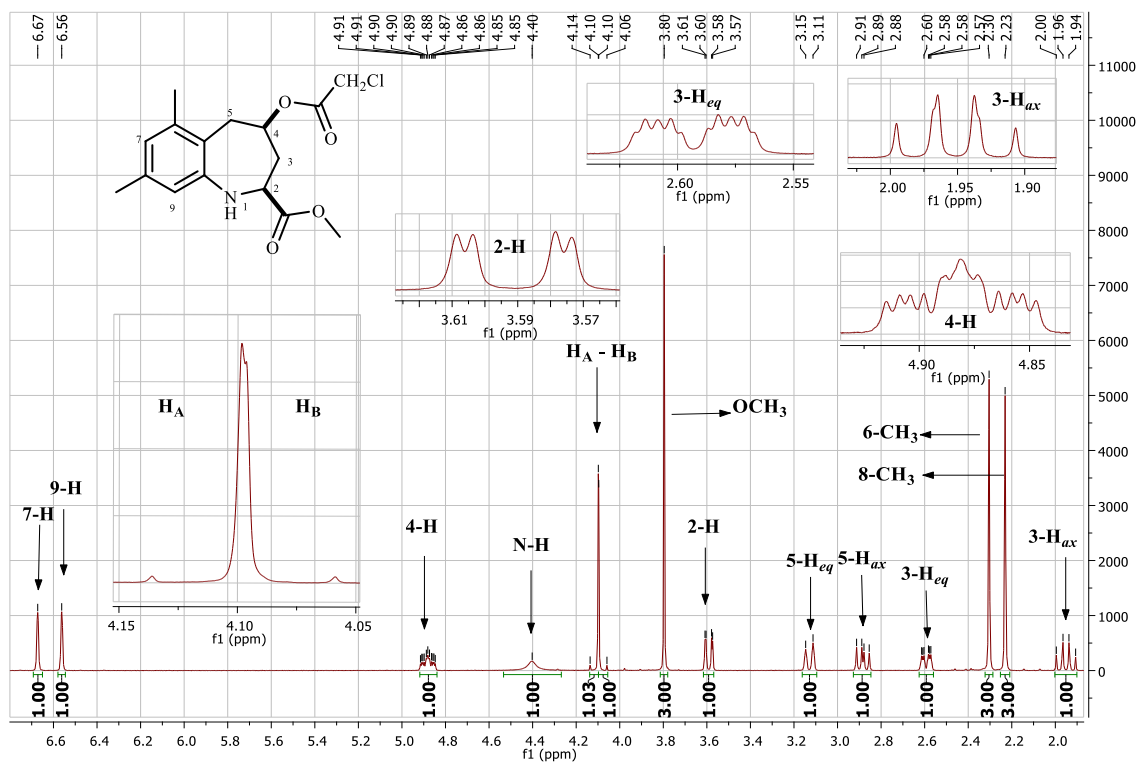 6.67
6.56
4.91
4.91
4.90
4.90
4.89
4.88
4.87
4.86
4.86
4.85
4.85
4.40
4.14
4.10
4.10
4.06
3.80
3.61
3.60
3.58
3.57
3.15
3.11
2.91
2.89
2.88
2.60
2.58
2.58
2.57
2.30
2.23
2.00
1.96
1.94
CH2Cl
O
O
5
4
7
3
2
N
H
1
9
O
O
3-Heq
2.60 2.55
f1 (ppm)
3-Hax
2.00 1.95 1.90
f1 (ppm)
2-H
3.61 3.59 3.57
f1 (ppm)
4-H
4.90 4.85
f1 (ppm)
HA HB
4.15 4.10 4.05
f1 (ppm)
HA - HB
OCH3
6-CH3
8-CH3
7-H
9-H
4-H
N-H
2-H
5-Heq
5-Hax
3-Heq
3-Hax
11000
10000
9000
8000
7000
6000
5000
4000
3000
2000
1000
0
1.00
1.00
1.00
1.00
1.03
1.00
3.00
1.00
1.00
1.00
1.00
3.00
3.00
1.00
6.6 6.4 6.2 6.0 5.8 5.6 5.4 5.2 5.0 4.8 4.6 4.4 4.2 4.0 3.8 3.6 3.4 3.2 3.0 2.8 2.6 2.4 2.2 2.0
f1 (ppm)